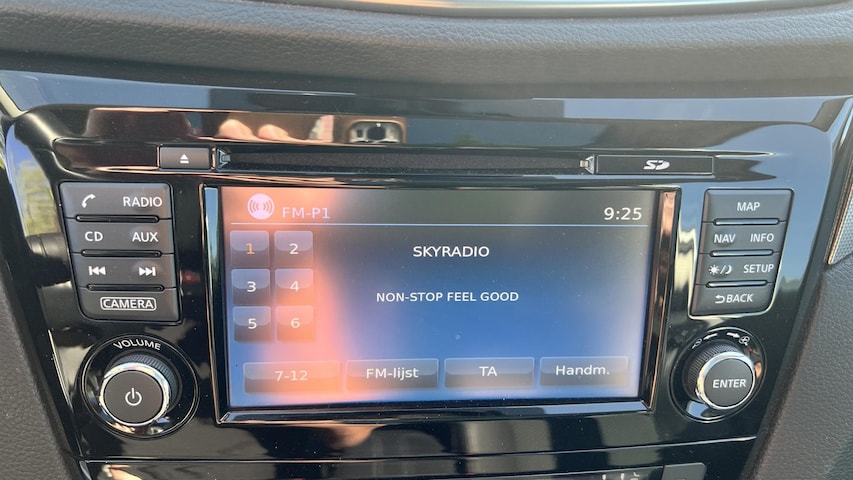 RADIO
CD AUX
CAMERA
VOLUME
SD
FM-P1 9:25
1 2
SKYRADIO
3 4
NON-STOP FEEL GOOD
5 6
7-12 FM-lijst TA Handm.
MAP
NAV INFO
SETUP
BACK
ENTER